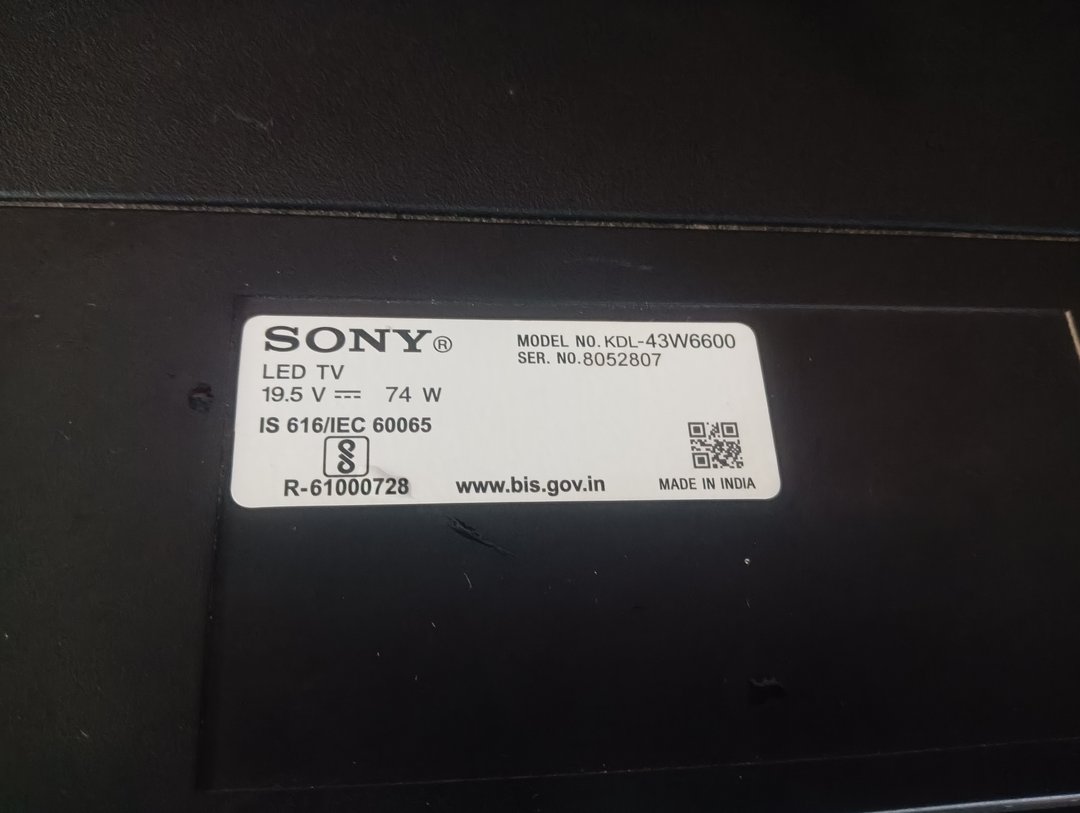 SONY®
LED TV
19.5 V ⎓ 74 W
IS 616/IEC 60065
R-61000728
MODEL NO. KDL-43W6600
SER. NO.8052807
www.bis.gov.in
MADE IN INDIA